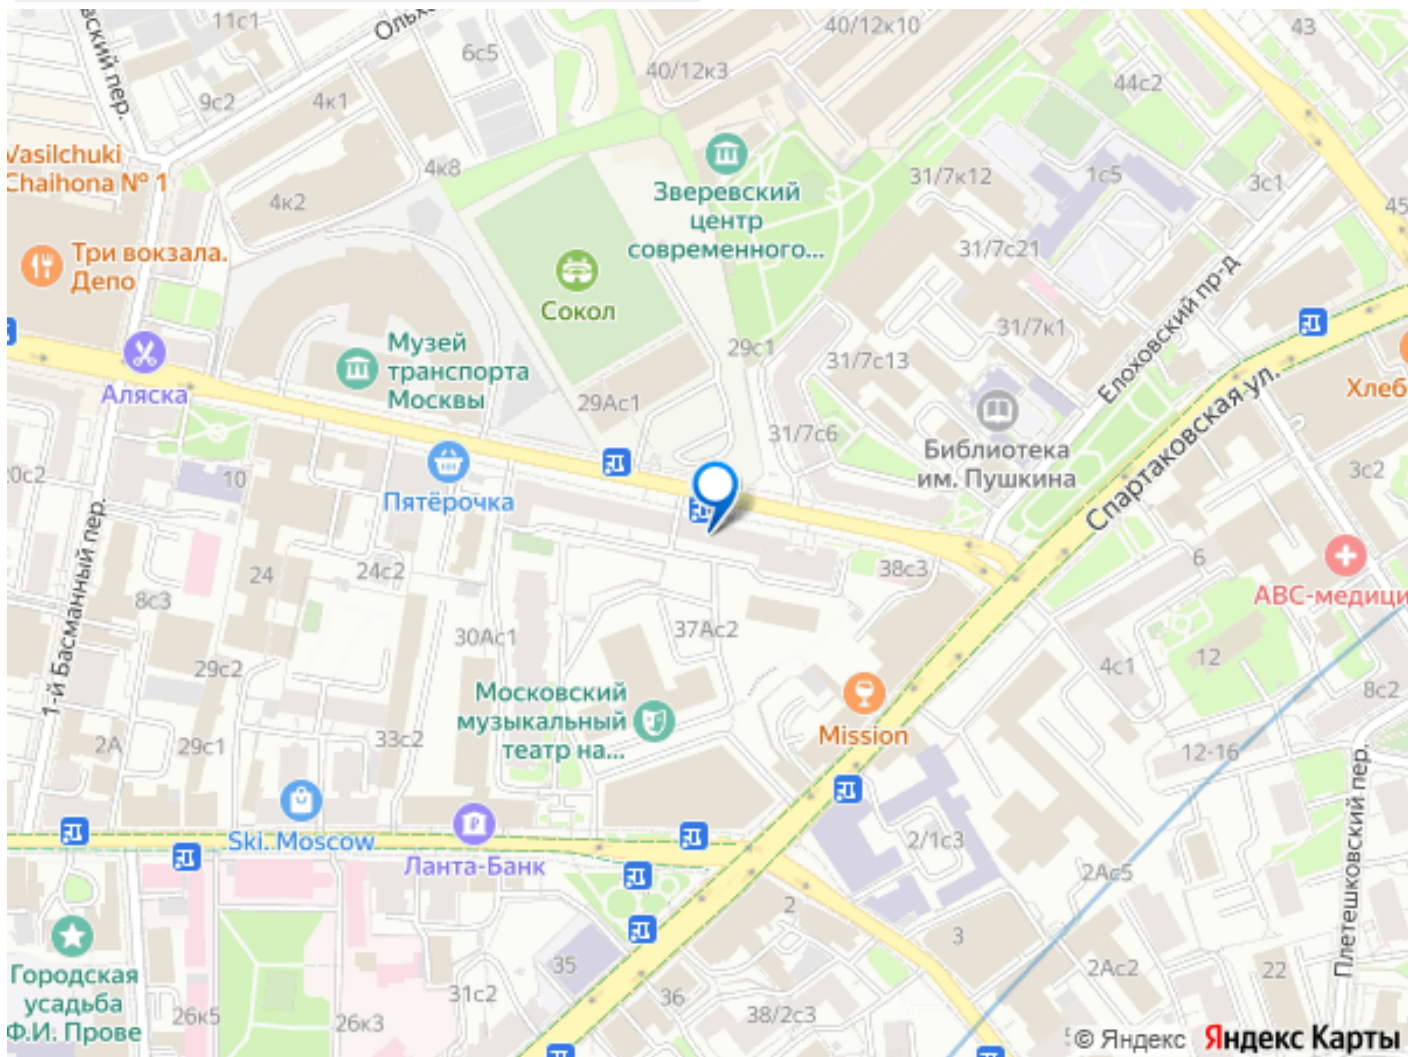 11с1
Ольх
вский пер.
6с5
40/12к10
43
40/12к3
44с2
9с2
4к1
Vasilchuki
Chaihona № 1
4к8
4к2
Зверевский
центр
современного...
31/7к12
1с5
3с1
45
31/7с21
Три вокзала.
Депо
Сокол
Елоховский пр-д
31/7к1
29с1
31/7с13
Музей
транспорта
Москвы
Аляска
29Ас1
Спартаковская ул.
Хлеб
31/7с6
Библиотека
им. Пушкина
20с2
10
Пятёрочка
3с2
1-й Басманный пер.
24
24с2
38с3
6
АВС-медици
8с3
30Ас1
37Ас2
29с2
4с1
12
8с2
Московский
музыкальный
театр на...
Mission
2А
29с1
33с2
12-16
Плетешковский пер.
Ski. Moscow
Ланта-Банк
2/1с3
2Ас5
2
3
Городская
усадьба
Ф.И. Прове
35
31с2
36
38/2с3
2Ас2
22
26к5
26к3
© Яндекс Яндекс Карты